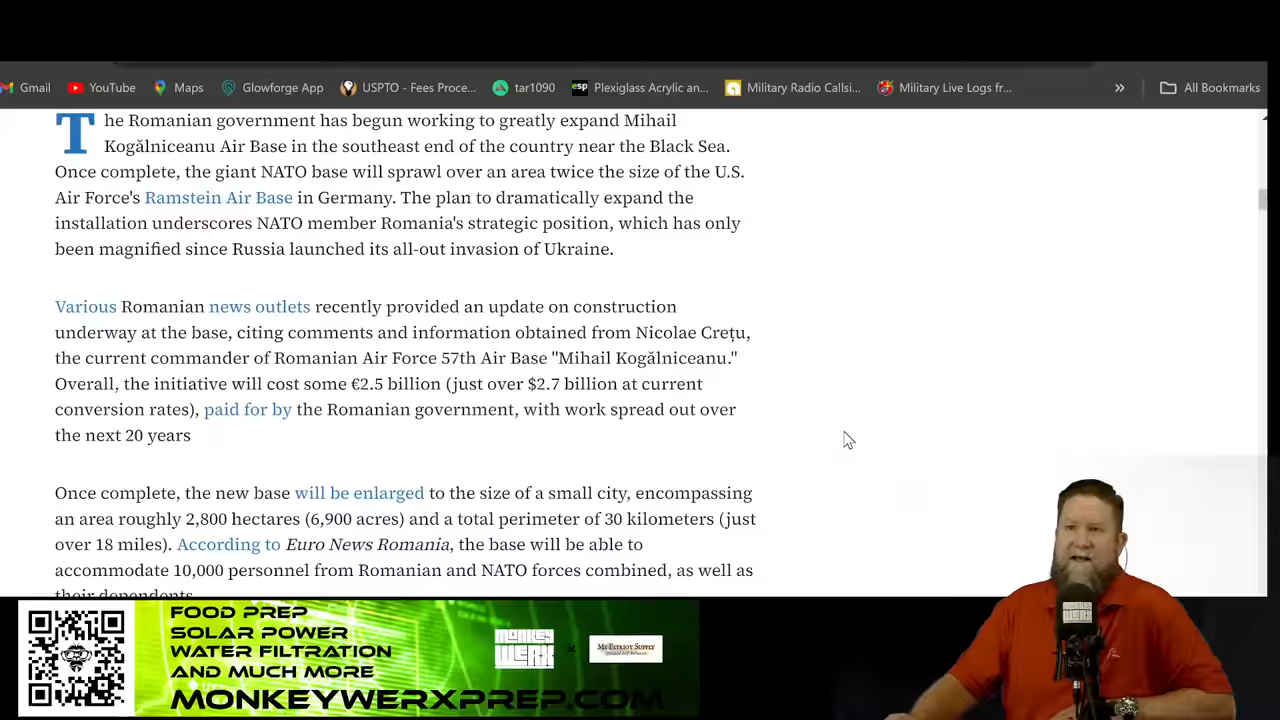 Gmail YouTube Maps Glowforge App USPTO - Fees Proce... tar1090 esp Plexiglass Acrylic an... Military Radio Callsi... Military Live Logs fr... » All Bookmarks
The Romanian government has begun working to greatly expand Mihail
Kogălniceanu Air Base in the southeast end of the country near the Black Sea.
Once complete, the giant NATO base will sprawl over an area twice the size of the U.S.
Air Force's Ramstein Air Base in Germany. The plan to dramatically expand the
installation underscores NATO member Romania's strategic position, which has only
been magnified since Russia launched its all-out invasion of Ukraine.
Various Romanian news outlets recently provided an update on construction
underway at the base, citing comments and information obtained from Nicolae Crețu,
the current commander of Romanian Air Force 57th Air Base "Mihail Kogălniceanu."
Overall, the initiative will cost some €2.5 billion (just over $2.7 billion at current
conversion rates), paid for by the Romanian government, with work spread out over
the next 20 years
Once complete, the new base will be enlarged to the size of a small city, encompassing
an area roughly 2,800 hectares (6,900 acres) and a total perimeter of 30 kilometers (just
over 18 miles). According to Euro News Romania, the base will be able to
accommodate 10,000 personnel from Romanian and NATO forces combined, as well as
their dependents
FOOD PREP
SOLAR POWER
WATER FILTRATION
AND MUCH MORE
MONKEYWERXPREP.COM
MONKEY
WERX
×
MY PATRIOT SUPPLY
MONKEY
WERX